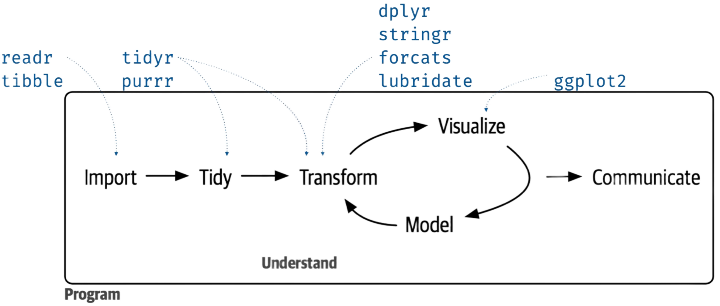 dplyr
stringr
readr tidyr forcats
tibble purrr lubridate ggplot2
Visualize
Import Tidy Transform Communicate
Model
Understand
Program